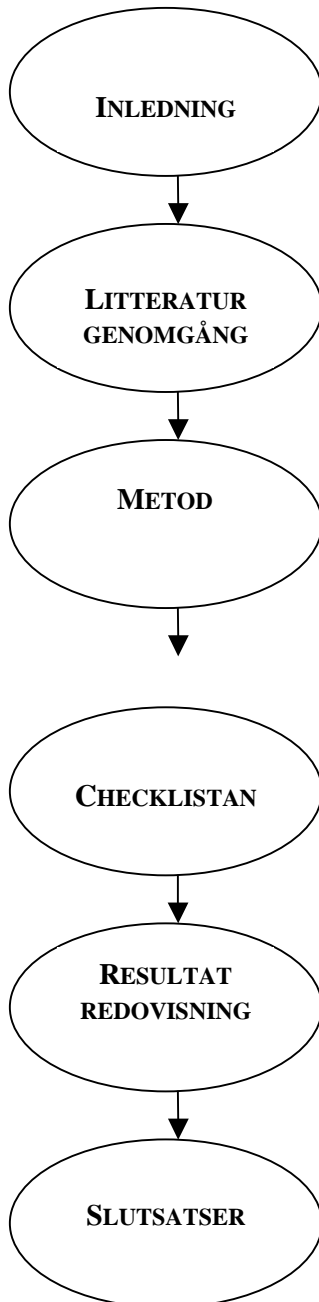 INLEDNING
LITTERATUR
GENOMGÅNG
METOD
CHECKLISTAN
RESULTAT
REDOVISNING
SLUTSATSER